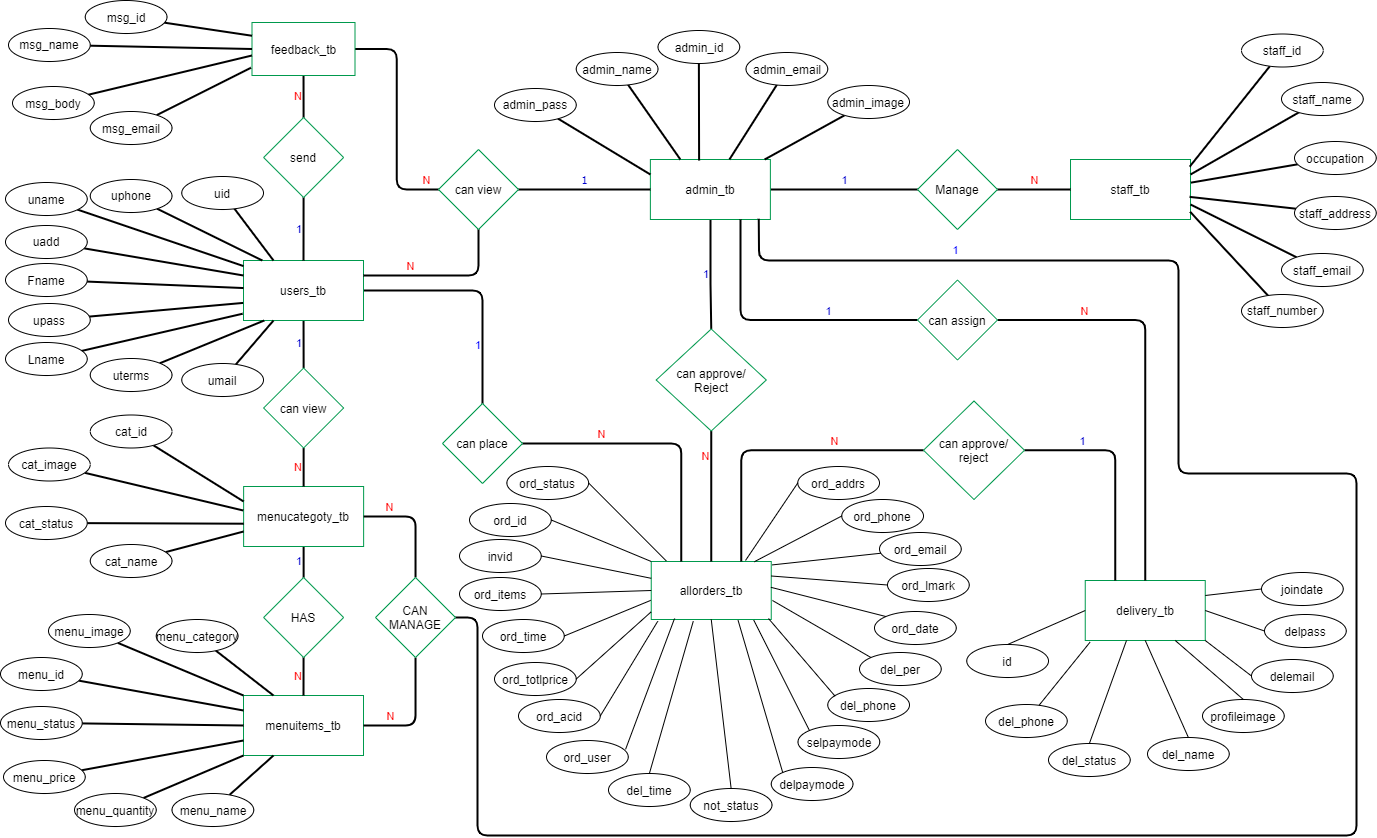 msg_id
msg_name
feedback_tb
msg_body
msg_email
N
send
1
uname
uphone
uid
uadd
Fname
users_tb
upass
Lname
uterms
umail
N
can view
1
N
admin_pass
admin_name
admin_id
admin_email
admin_image
admin_tb
1
Manage
N
staff_tb
staff_id
staff_name
occupation
staff_address
staff_email
staff_number
1
1
can view
N
1
can place
N
1
can approve/
Reject
N
1
can assign
N
N
can approve/
reject
1
cat_id
cat_image
cat_status
cat_name
menucategoty_tb
N
1
HAS
N
CAN
MANAGE
N
menu_image
menu_category
menu_id
menu_status
menuitems_tb
menu_price
menu_quantity
menu_name
ord_status
ord_id
invid
ord_items
ord_time
ord_totlprice
ord_acid
ord_user
del_time
not_status
allorders_tb
ord_addrs
ord_phone
ord_email
ord_lmark
ord_date
del_per
del_phone
selpaymode
delpaymode
delivery_tb
joindate
delpass
delemail
profileimage
del_name
del_status
del_phone
id